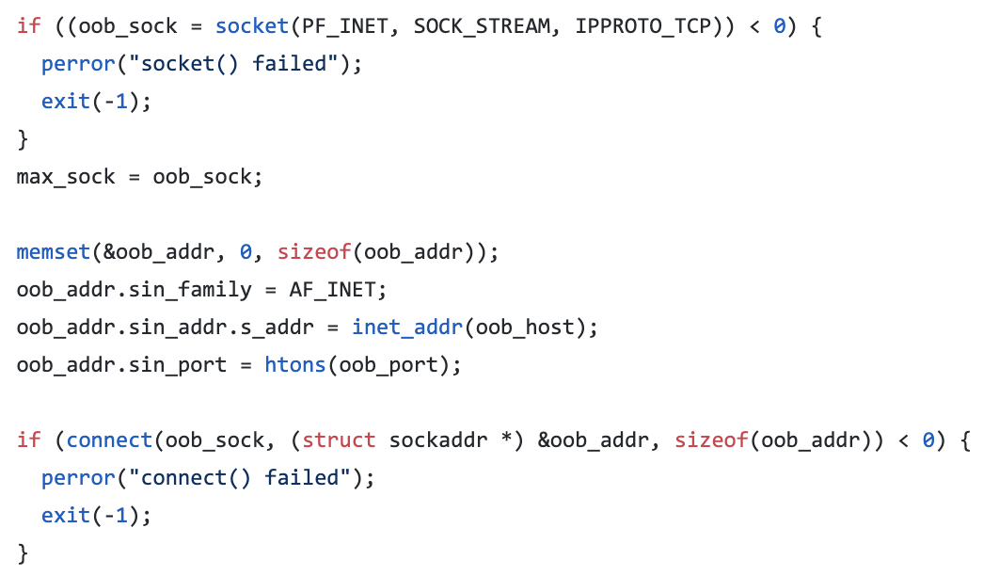 if ((oob_sock = socket(PF_INET, SOCK_STREAM, IPPROTO_TCP)) < 0) {
  perror("socket() failed");
  exit(-1);
}
max_sock = oob_sock;

memset(&oob_addr, 0, sizeof(oob_addr));
oob_addr.sin_family = AF_INET;
oob_addr.sin_addr.s_addr = inet_addr(oob_host);
oob_addr.sin_port = htons(oob_port);

if (connect(oob_sock, (struct sockaddr *) &oob_addr, sizeof(oob_addr)) < 0) {
  perror("connect() failed");
  exit(-1);
}